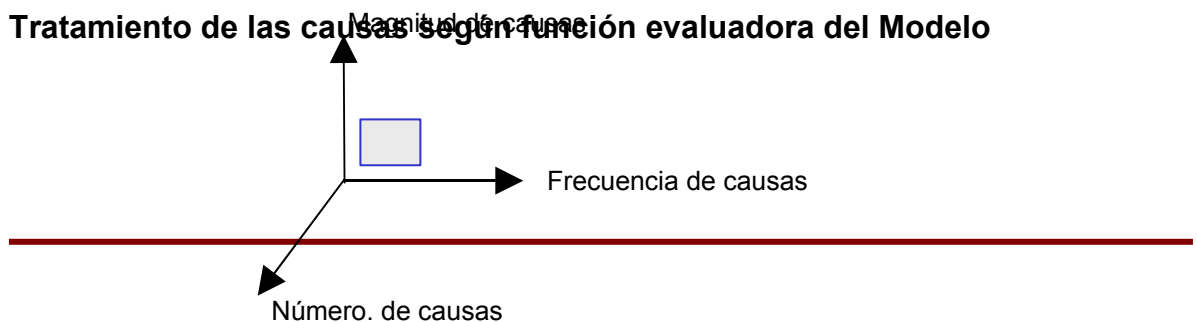 Magnitud de causas
Tratamiento de las causas según función evaluadora del Modelo
Frecuencia de causas
Número. de causas